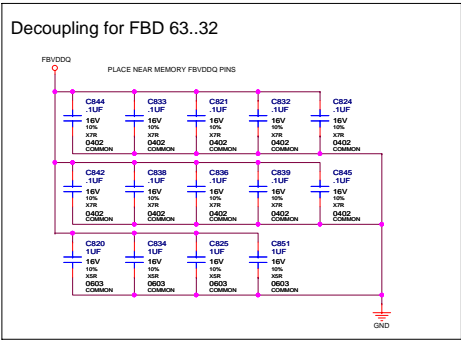 Decoupling for FBD 63..32
FBVDDQ
PLACE NEAR MEMORY FBVDDQ PINS
C844 C833 C821 C832 C824
.1UF .1UF .1UF .1UF .1UF
16V 16V 16V 16V 16V
10% 10% 10% 10% 10%
X7R X7R X7R X7R X7R
0402 0402 0402 0402 0402
COMMON COMMON COMMON COMMON COMMON
C842 C838 C836 C839 C845
.1UF .1UF .1UF .1UF .1UF
16V 16V 16V 16V 16V
10% 10% 10% 10% 10%
X7R X7R X7R X7R X7R
0402 0402 0402 0402 0402
COMMON COMMON COMMON COMMON COMMON
C820 C834 C825 C851
1UF 1UF 1UF 1UF
16V 16V 16V 16V
10% 10% 10% 10%
X5R X5R X5R X5R
0603 0603 0603 0603
COMMON COMMON COMMON COMMON
GND